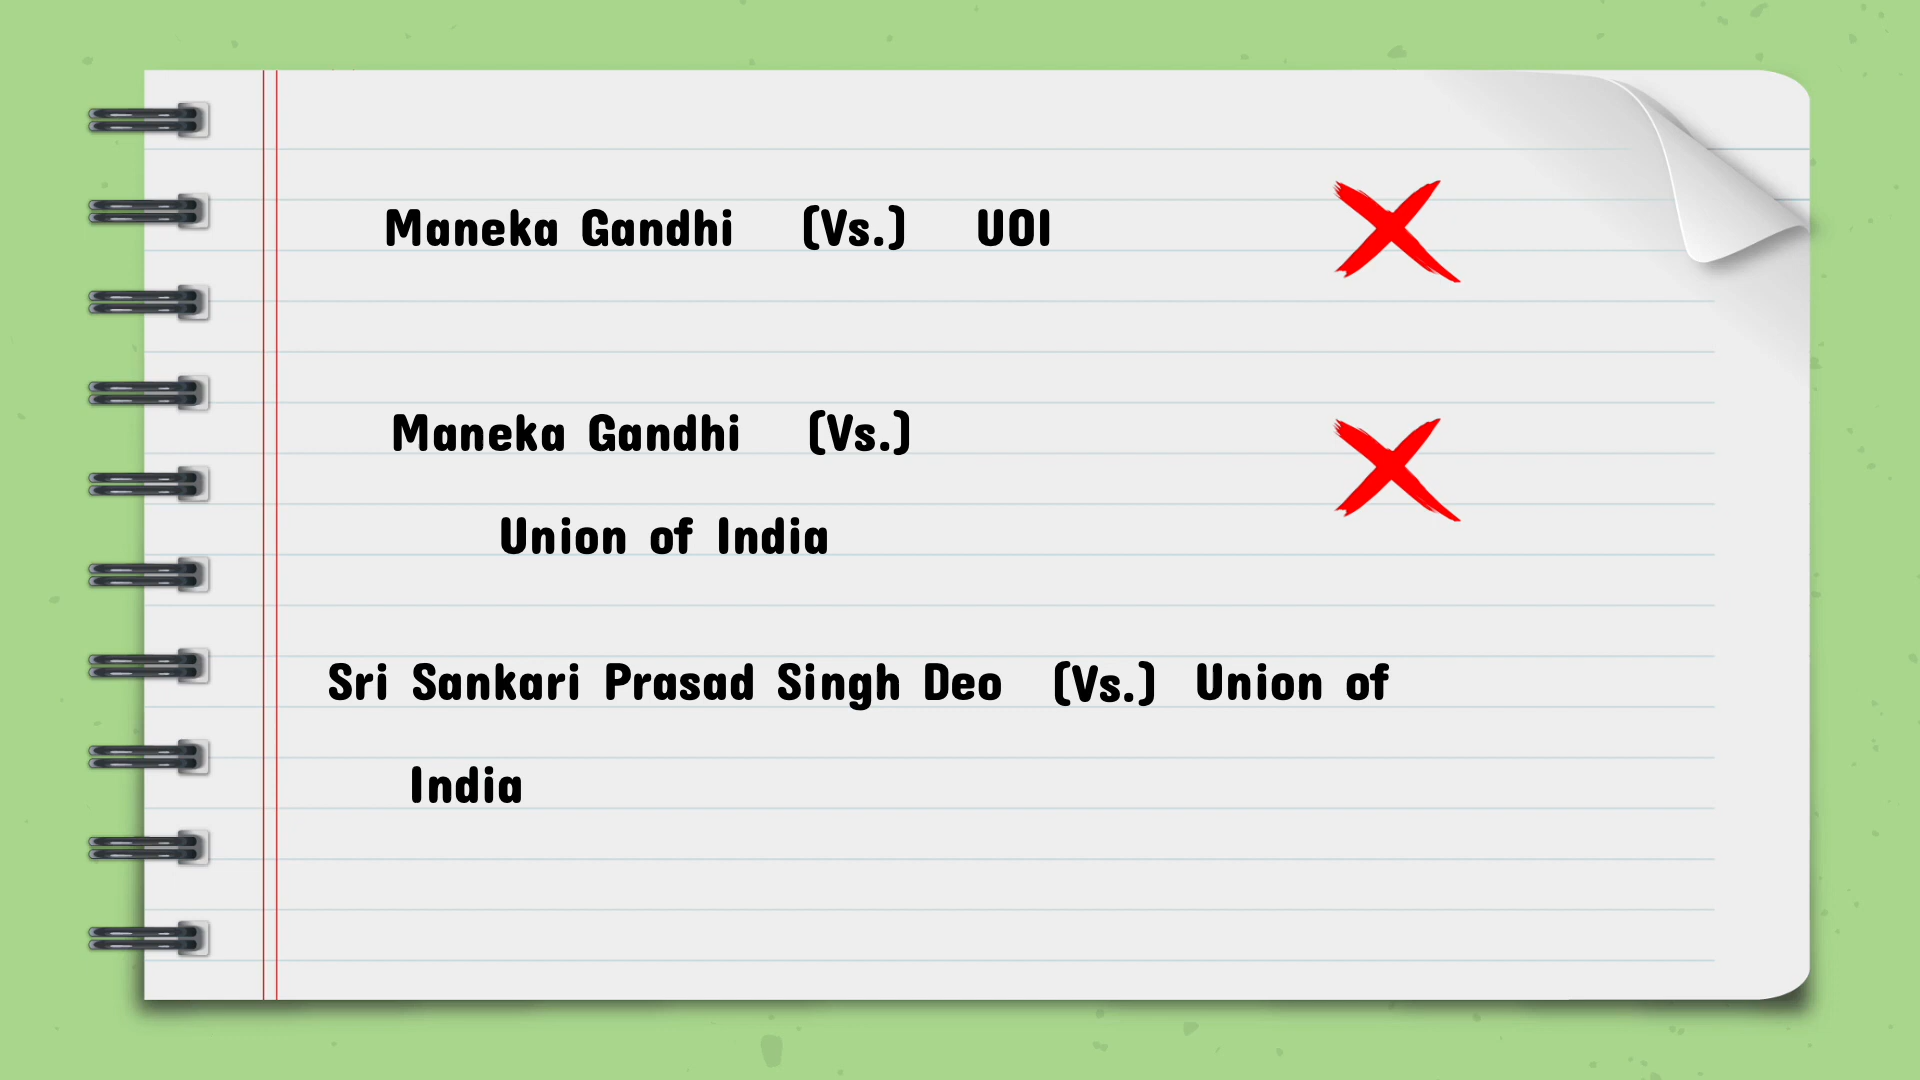 Maneka Gandhi (Vs.) UOI
Maneka Gandhi (Vs.)
Union of India
Sri Sankari Prasad Singh Deo (Vs.) Union of
India